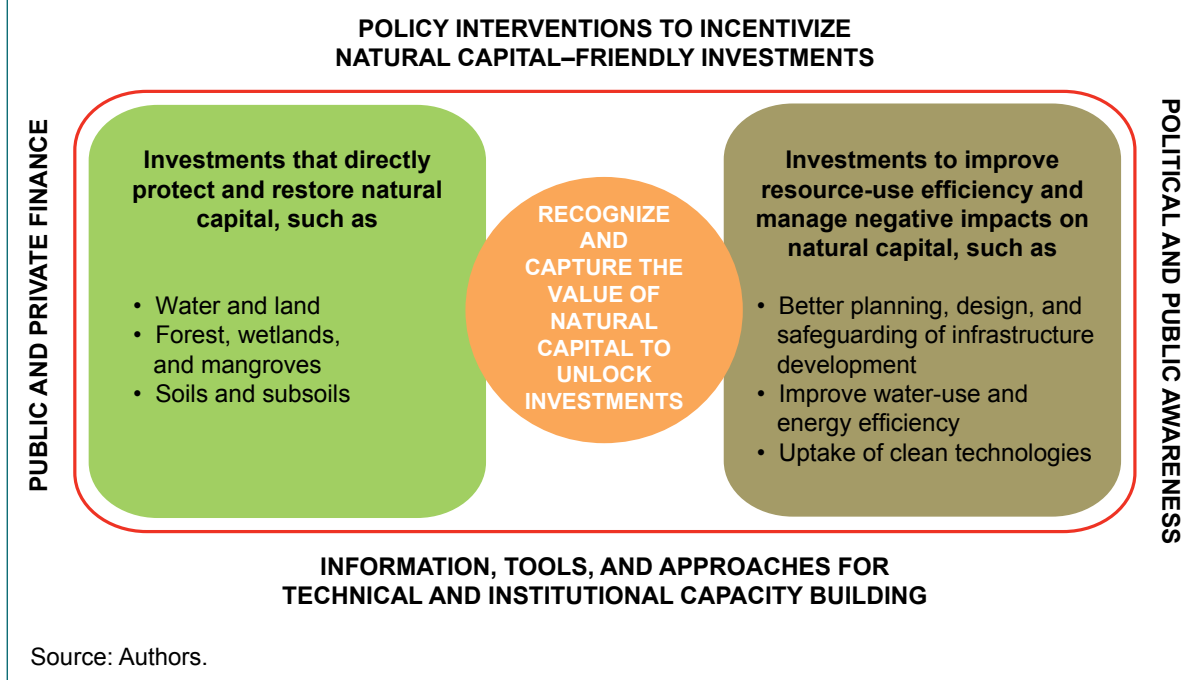 POLICY INTERVENTIONS TO INCENTIVIZE
NATURAL CAPITAL–FRIENDLY INVESTMENTS
PUBLIC AND PRIVATE FINANCE
Investments that directly
protect and restore natural
capital, such as
• Water and land
• Forest, wetlands,
and mangroves
• Soils and subsoils
RECOGNIZE
AND
CAPTURE THE
VALUE OF
NATURAL
CAPITAL TO
UNLOCK
INVESTMENTS
Investments to improve
resource-use efficiency and
manage negative impacts on
natural capital, such as
• Better planning, design, and
safeguarding of infrastructure
development
• Improve water-use and
energy efficiency
• Uptake of clean technologies
POLITICAL AND PUBLIC AWARENESS
INFORMATION, TOOLS, AND APPROACHES FOR
TECHNICAL AND INSTITUTIONAL CAPACITY BUILDING
Source: Authors.